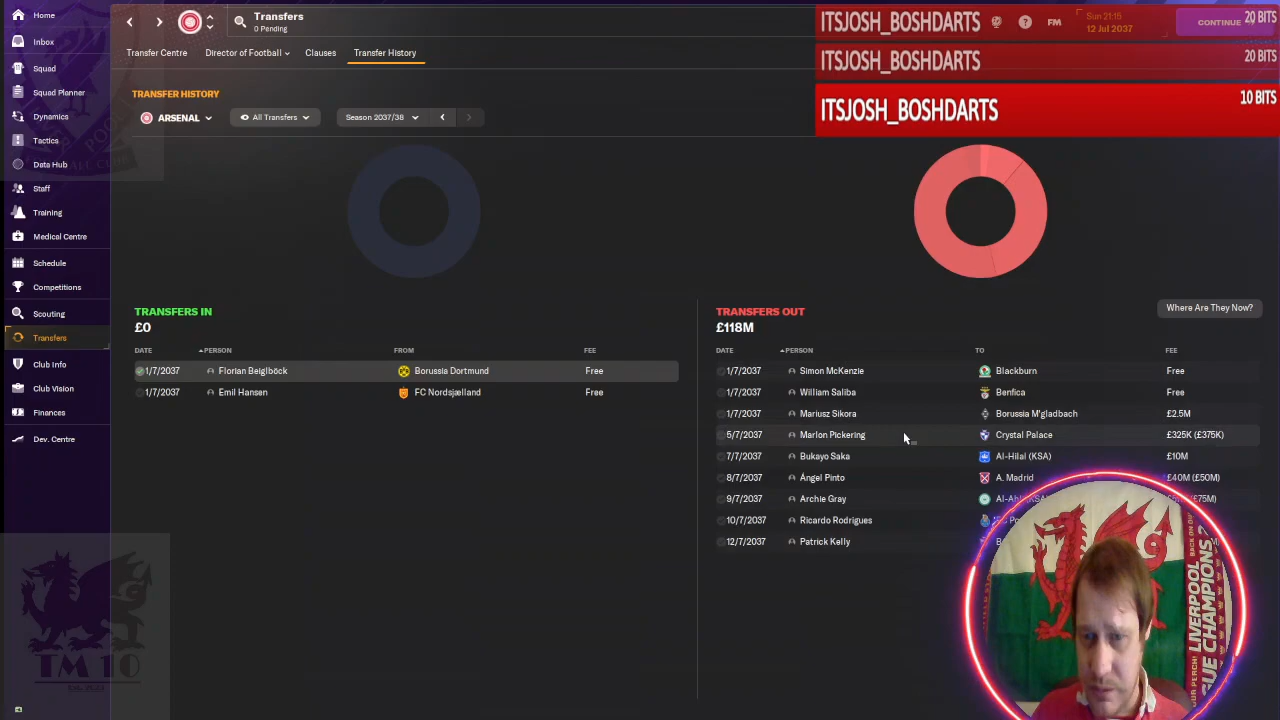 Home
Inbox
Squad
Squad Planner
Dynamics
Tactics
Data Hub
Staff
Training
Medical Centre
Schedule
Competitions
Scouting
Transfers
Club Info
Club Vision
Finances
Dev. Centre
Transfers
0 Pending
FM
Sun 21:15
12 Jul 2037
CONTINUE
ITSJOSH_BOSHDARTS 20 BITS
ITSJOSH_BOSHDARTS 20 BITS
ITSJOSH_BOSHDARTS 10 BITS
Transfer Centre Director of Football Clauses Transfer History
TRANSFER HISTORY
ARSENAL All Transfers Season 2037/38
TRANSFERS IN
£0
DATE PERSON FROM FEE
1/7/2037 Florian Beiglböck Borussia Dortmund Free
1/7/2037 Emil Hansen FC Nordsjælland Free
TRANSFERS OUT
£118M
Where Are They Now?
DATE PERSON TO FEE
1/7/2037 Simon McKenzie Blackburn Free
1/7/2037 William Saliba Benfica Free
1/7/2037 Mariusz Sikora Borussia M'gladbach £2.5M
5/7/2037 Marlon Pickering Crystal Palace £325K (£375K)
7/7/2037 Bukayo Saka Al-Hilal (KSA) £10M
8/7/2037 Ángel Pinto A. Madrid £40M (£50M)
9/7/2037 Archie Gray
10/7/2037 Ricardo Rodrigues
12/7/2037 Patrick Kelly
TM 10
LIVERPOOL
CHAMPIONS